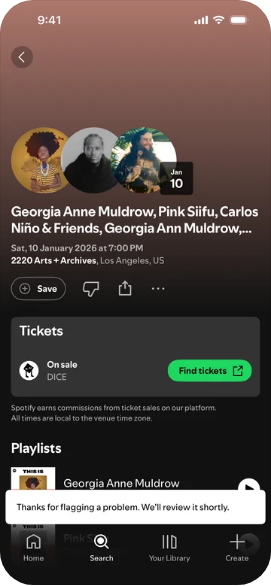 9:41
Jan
10
Georgia Anne Muldrow, Pink Siifu, Carlos
Niño & Friends, Georgia Ann Muldrow,...
Sat, 10 January 2026 at 7:00 PM
2220 Arts + Archives, Los Angeles, US
Save
Tickets
On sale
DICE
Find tickets
Spotify earns commissions from ticket sales on our platform.
All times are local to the venue time zone.
Playlists
THIS IS
Georgia Anne Muldrow
Thanks for flagging a problem. We'll review it shortly.
Pink S
Home
Search
Your Library
Create